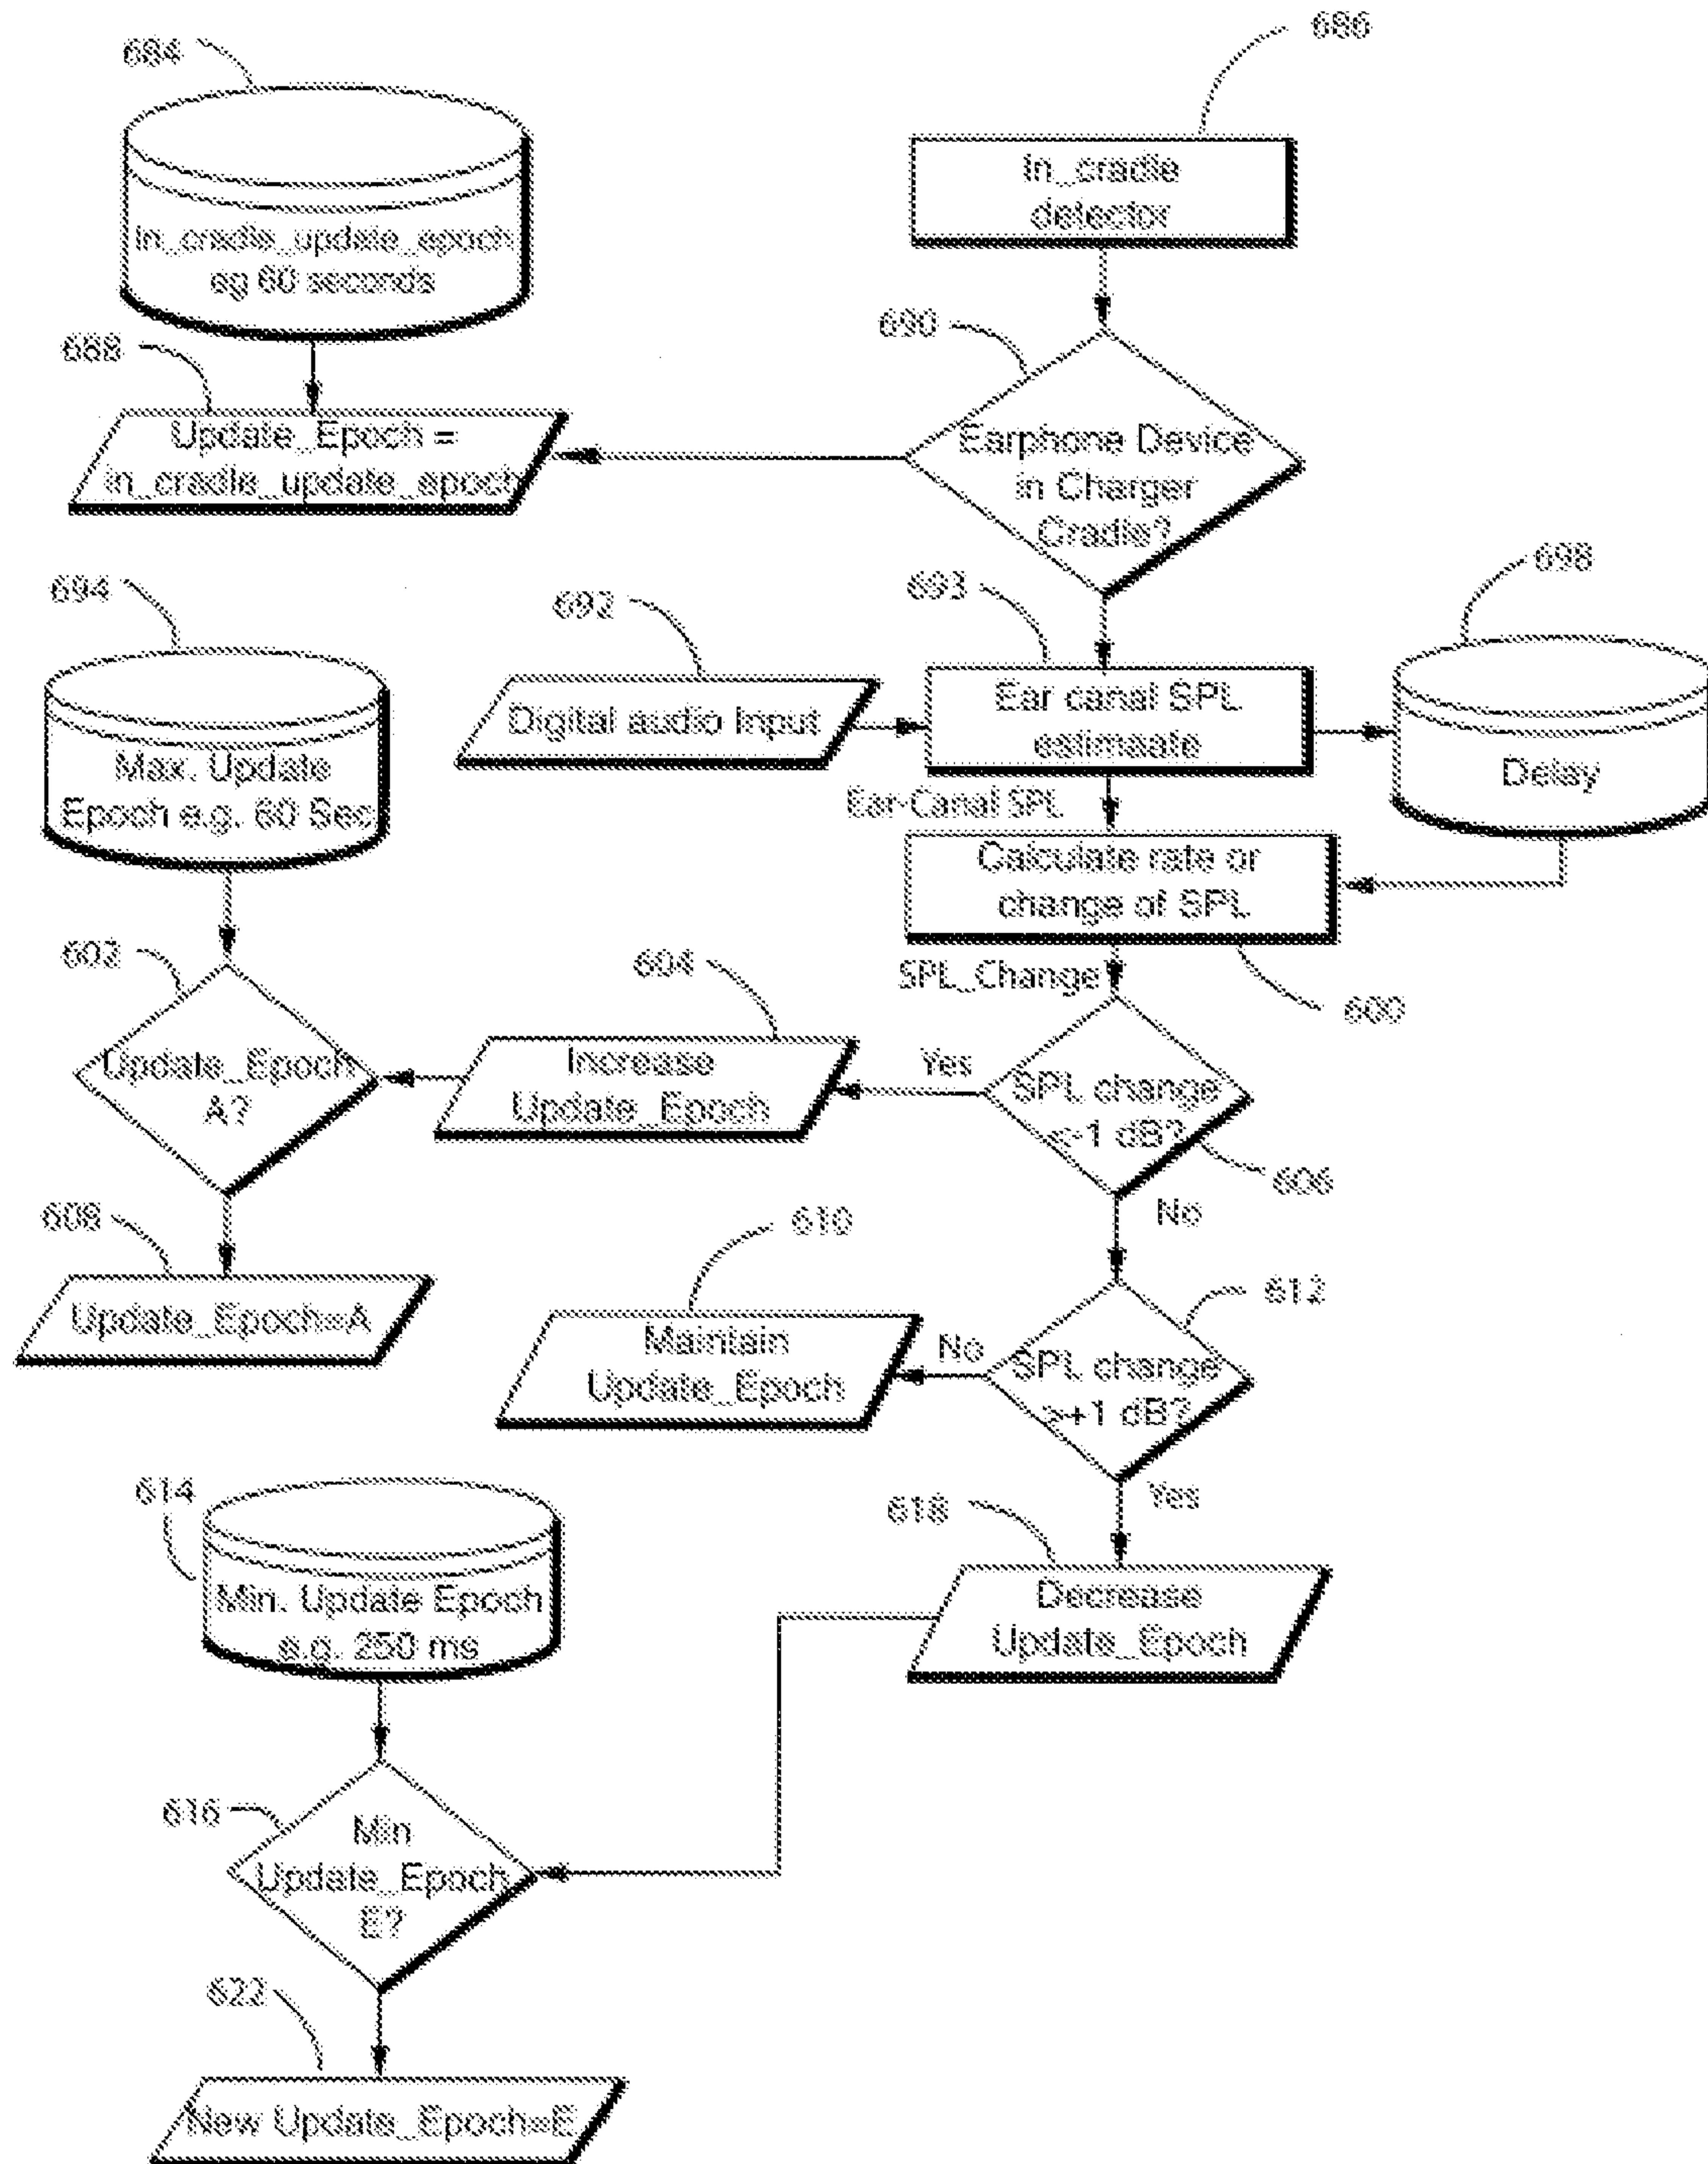 684
686
In_cradle_update_epoch
eg 60 seconds
In_cradle
detector
688
690
Update_Epoch =
in_cradle_update_epoch
Earphone Device
in Charger
Cradle?
694
692
693
698
Max. Update
Epoch e.g. 60 Sec
Digital audio Input
Ear canal SPL
estimaate
Delay
Ear-Canal SPL
Calculate rate or
change of SPL
602
604
SPL_Change
600
Update_Epoch
A?
Increase
Update_Epoch
Yes
SPL change
<-1 dB?
606
No
608
610
612
Update_Epoch=A
Maintain
Update_Epoch
No
SPL change
>+1 dB?
Yes
614
618
Min. Update Epoch
e.g. 250 ms
Decrease
Update_Epoch
616
Min
Update_Epoch
E?
622
New Update_Epoch=E